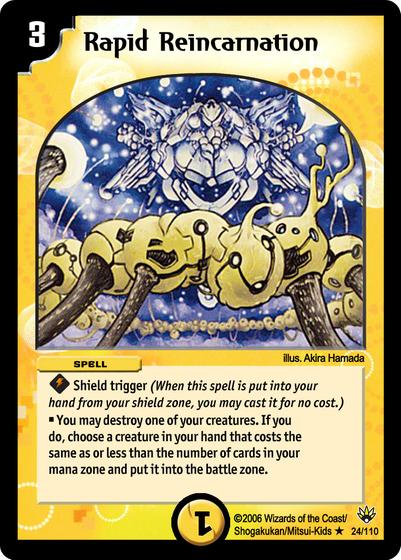 3
Rapid Reincarnation
SPELL
illus. Akira Hamada
Shield trigger (When this spell is put into your
hand from your shield zone, you may cast it for no cost.)
▪ You may destroy one of your creatures. If you
do, choose a creature in your hand that costs the
same as or less than the number of cards in your
mana zone and put it into the battle zone.
1
©2006 Wizards of the Coast/
Shogakukan/Mitsui-Kids ★ 24/110